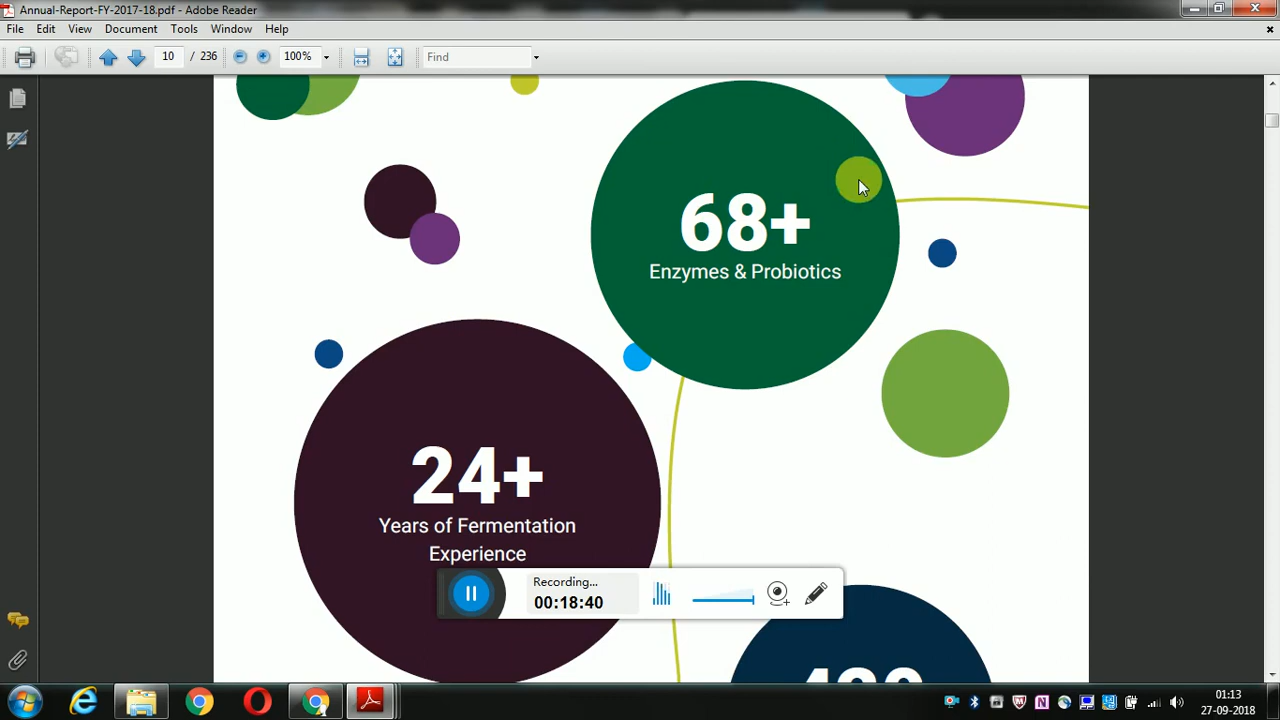 Annual-Report-FY-2017-18.pdf - Adobe Reader
File Edit View Document Tools Window Help
10 / 236 100% Find
68+
Enzymes & Probiotics
24+
Years of Fermentation
Experience
Recording...
00:18:40
01:13
27-09-2018